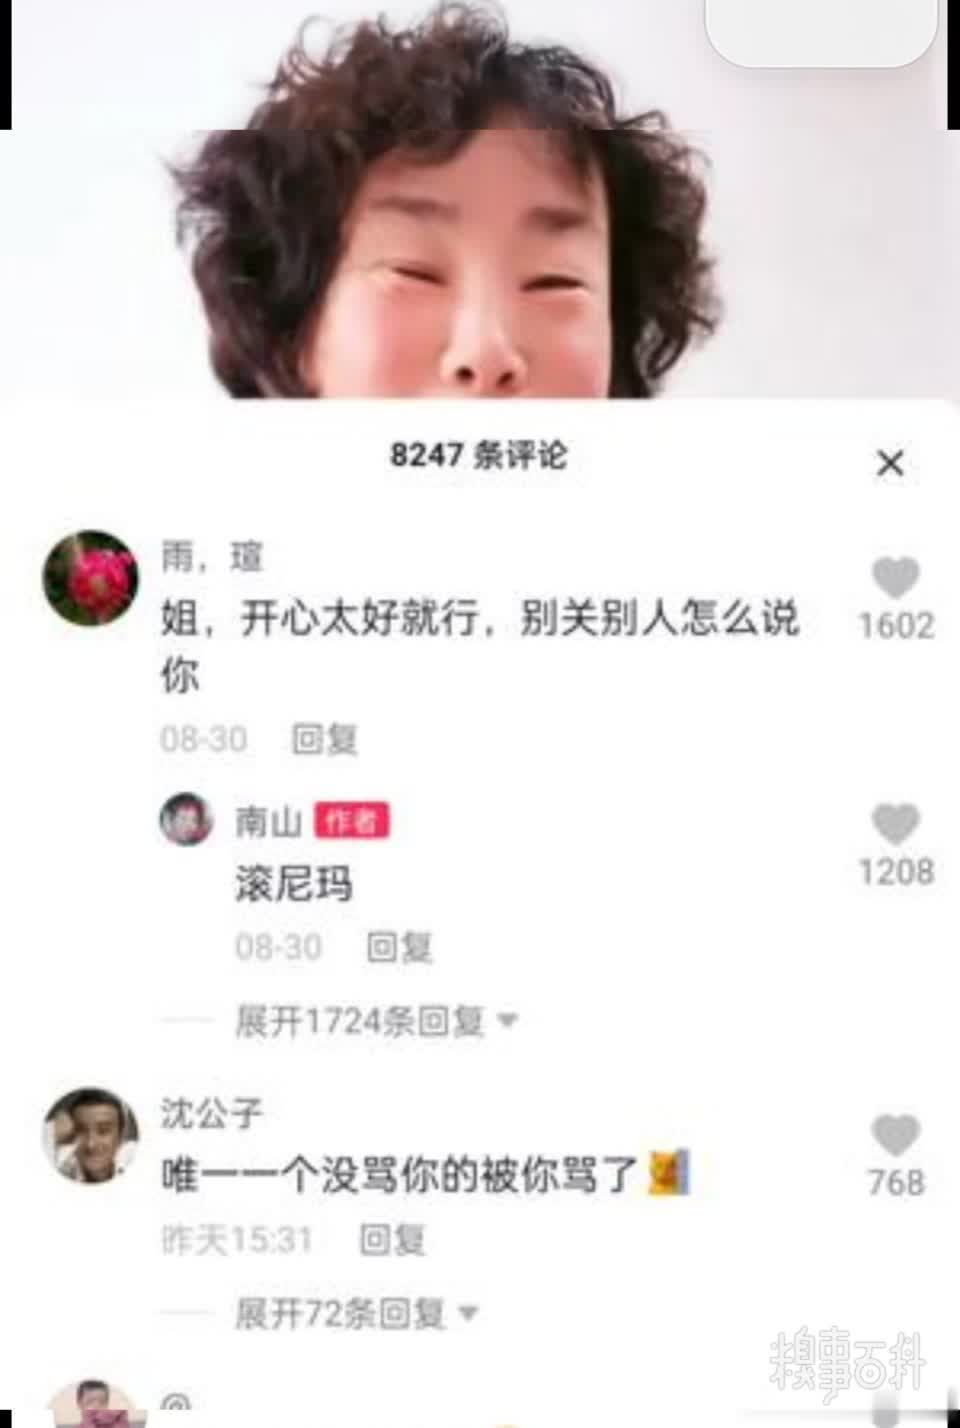 8247 条评论
雨，瑄
姐，开心太好就行，别关别人怎么说
你
1602
08-30 回复
南山 作者
滚尼玛
1208
08-30 回复
展开1724条回复
沈公子
唯一一个没骂你的被你骂了
768
昨天15:31 回复
展开72条回复
糗事百科
@